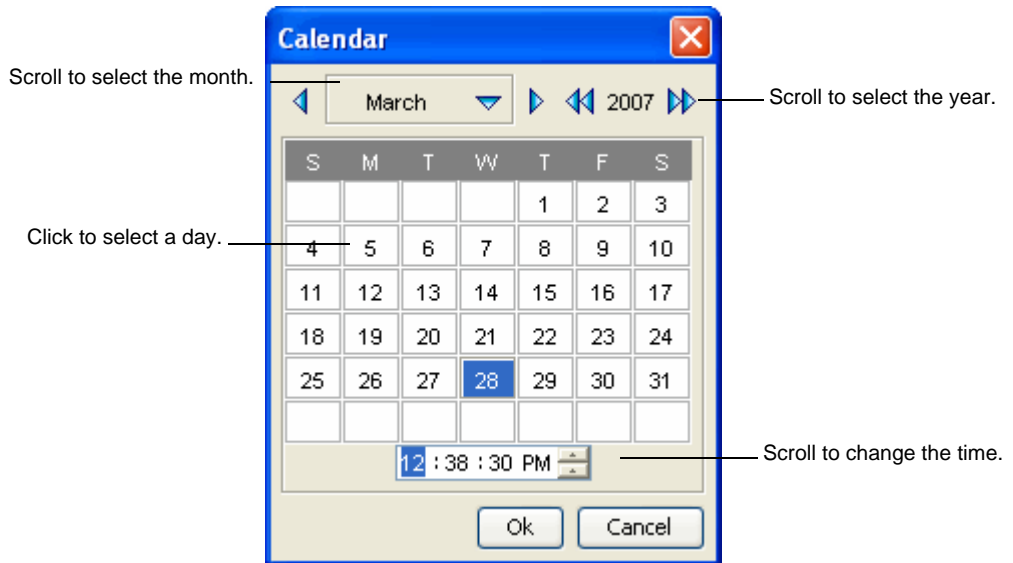 Calendar
Scroll to select the month.
March
2007
Scroll to select the year.
S M T W T F S
1 2 3
Click to select a day.
4 5 6 7 8 9 10
11 12 13 14 15 16 17
18 19 20 21 22 23 24
25 26 27 28 29 30 31
12 : 38 : 30 PM
Scroll to change the time.
Ok Cancel